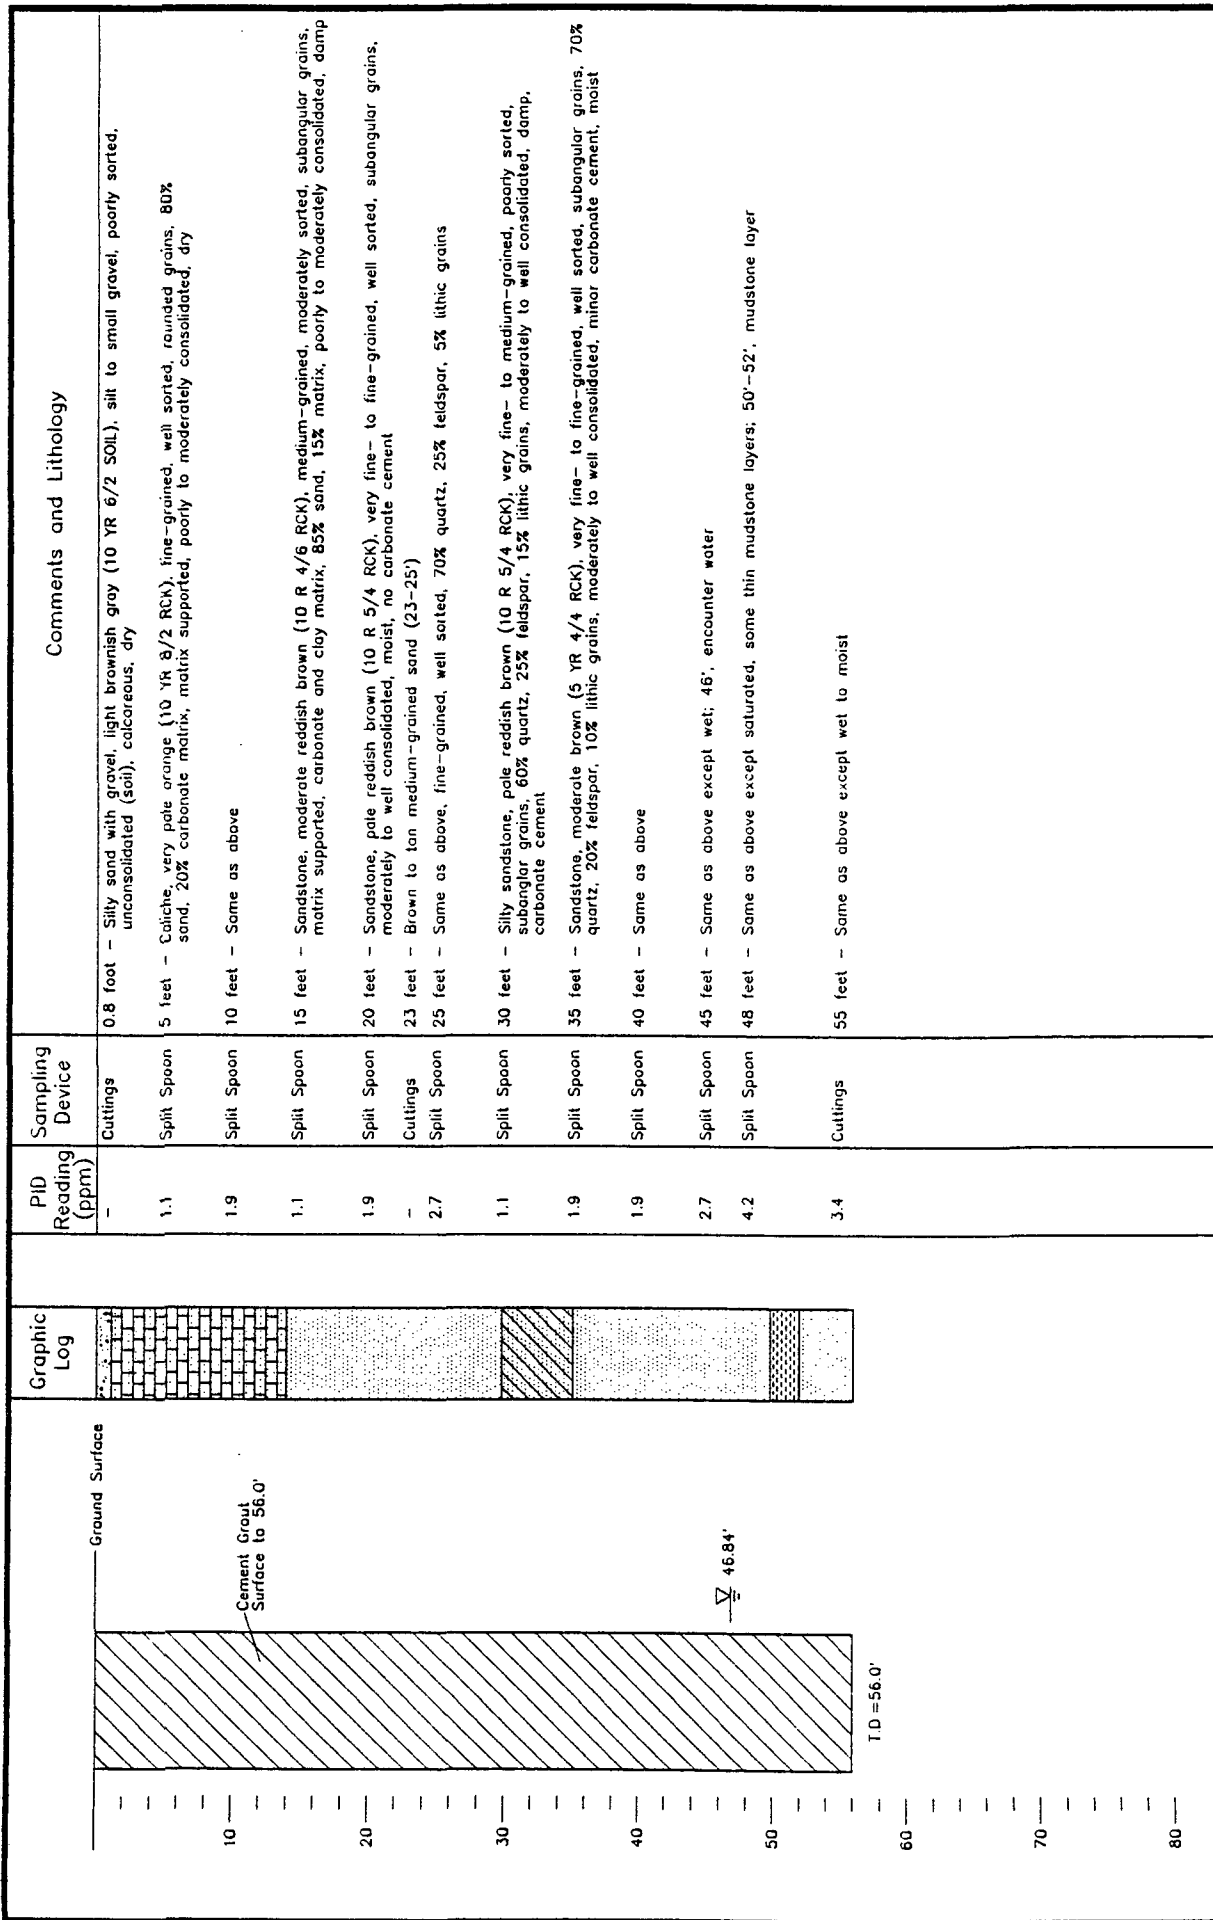 Graphic
Log
PID
Reading
(ppm)
Sampling
Device
Comments and Lithology
Ground Surface
Cement Grout
Surface to 56.0'
46.84'
T.D = 56.0'
10
20
30
40
50
60
70
80
– Cuttings 0.8 foot – Silty sand with gravel, light brownish gray (10 YR 6/2 SOIL), silt to small gravel, poorly sorted,
unconsolidated (soil), calcareous, dry
1.1 Split Spoon 5 feet – Caliche, very pale orange (10 YR 8/2 RCK), fine-grained, well sorted, rounded grains, 80%
sand, 20% carbonate matrix, matrix supported, poorly to moderately consolidated, dry
1.9 Split Spoon 10 feet – Same as above
1.1 Split Spoon 15 feet – Sandstone, moderate reddish brown (10 R 4/6 RCK), medium-grained, moderately sorted, subangular grains,
matrix supported, carbonate and clay matrix, 85% sand, 15% matrix, poorly to moderately consolidated, damp
1.9 Split Spoon 20 feet – Sandstone, pale reddish brown (10 R 5/4 RCK), very fine- to fine-grained, well sorted, subangular grains,
moderately to well consolidated, moist, no carbonate cement
– Cuttings 23 feet – Brown to tan medium-grained sand (23-25')
2.7 Split Spoon 25 feet – Same as above, fine-grained, well sorted, 70% quartz, 25% feldspar, 5% lithic grains
1.1 Split Spoon 30 feet – Silty sandstone, pale reddish brown (10 R 5/4 RCK), very fine- to medium-grained, poorly sorted,
subanglar grains, 60% quartz, 25% feldspar, 15% lithic grains, moderately to well consolidated, damp,
carbonate cement
1.9 Split Spoon 35 feet – Sandstone, moderate brown (5 YR 4/4 RCK), very fine- to fine-grained, well sorted, subangular grains, 70%
quartz, 20% feldspar, 10% lithic grains, moderately to well consolidated, minor carbonate cement, moist
1.9 Split Spoon 40 feet – Same as above
2.7 Split Spoon 45 feet – Same as above except wet; 46', encounter water
4.2 Split Spoon 48 feet – Same as above except saturated, some thin mudstone layers; 50'-52', mudstone layer
3.4 Cuttings 55 feet – Same as above except wet to moist